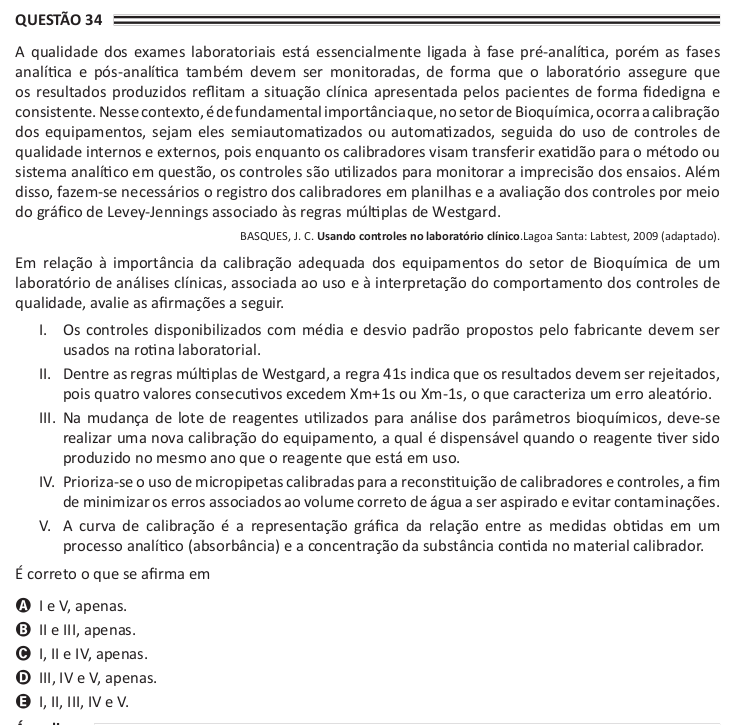 QUESTÃO 34
A qualidade dos exames laboratoriais está essencialmente ligada à fase pré-analítica, porém as fases
analítica e pós-analítica também devem ser monitoradas, de forma que o laboratório assegure que
os resultados produzidos reflitam a situação clínica apresentada pelos pacientes de forma fidedigna e
consistente. Nesse contexto, é de fundamental importância que, no setor de Bioquímica, ocorra a calibração
dos equipamentos, sejam eles semiautomatizados ou automatizados, seguida do uso de controles de
qualidade internos e externos, pois enquanto os calibradores visam transferir exatidão para o método ou
sistema analítico em questão, os controles são utilizados para monitorar a imprecisão dos ensaios. Além
disso, fazem-se necessários o registro dos calibradores em planilhas e a avaliação dos controles por meio
do gráfico de Levey-Jennings associado às regras múltiplas de Westgard.
BASQUES, J. C. Usando controles no laboratório clínico.Lagoa Santa: Labtest, 2009 (adaptado).
Em relação à importância da calibração adequada dos equipamentos do setor de Bioquímica de um
laboratório de análises clínicas, associada ao uso e à interpretação do comportamento dos controles de
qualidade, avalie as afirmações a seguir.
I. Os controles disponibilizados com média e desvio padrão propostos pelo fabricante devem ser
usados na rotina laboratorial.
II. Dentre as regras múltiplas de Westgard, a regra 41s indica que os resultados devem ser rejeitados,
pois quatro valores consecutivos excedem Xm+1s ou Xm-1s, o que caracteriza um erro aleatório.
III. Na mudança de lote de reagentes utilizados para análise dos parâmetros bioquímicos, deve-se
realizar uma nova calibração do equipamento, a qual é dispensável quando o reagente tiver sido
produzido no mesmo ano que o reagente que está em uso.
IV. Prioriza-se o uso de micropipetas calibradas para a reconstituição de calibradores e controles, a fim
de minimizar os erros associados ao volume correto de água a ser aspirado e evitar contaminações.
V. A curva de calibração é a representação gráfica da relação entre as medidas obtidas em um
processo analítico (absorbância) e a concentração da substância contida no material calibrador.
É correto o que se afirma em
A I e V, apenas.
B II e III, apenas.
C I, II e IV, apenas.
D III, IV e V, apenas.
E I, II, III, IV e V.